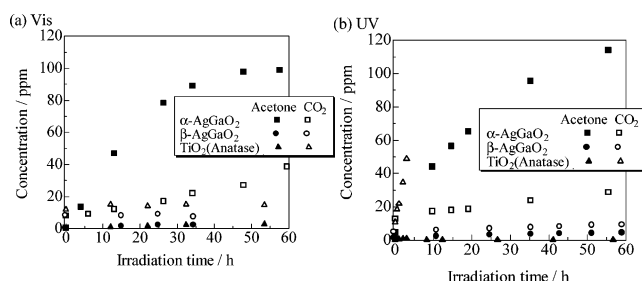 (a) Vis
120
100
80
60
40
20
0
Concentration / ppm
0 10 20 30 40 50 60
Irradiation time / h
Acetone CO₂
α-AgGaO₂ ■ □
β-AgGaO₂ ● ○
TiO₂(Anatase) ▲ △
(b) UV
120
100
80
60
40
20
0
Concentration / ppm
0 10 20 30 40 50 60
Irradiation time / h
Acetone CO₂
α-AgGaO₂ ■ □
β-AgGaO₂ ● ○
TiO₂(Anatase) ▲ △